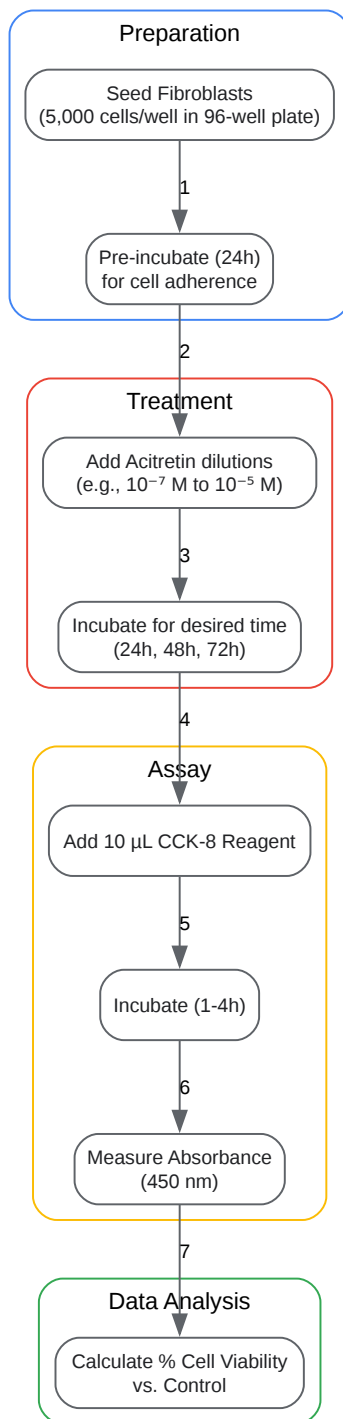 Preparation
Seed Fibroblasts
(5,000 cells/well in 96-well plate)
1
Pre-incubate (24h)
for cell adherence
2
Treatment
Add Acitretin dilutions
(e.g., 10⁻⁷ M to 10⁻⁵ M)
3
Incubate for desired time
(24h, 48h, 72h)
4
Assay
Add 10 µL CCK-8 Reagent
5
Incubate (1-4h)
6
Measure Absorbance
(450 nm)
7
Data Analysis
Calculate % Cell Viability
vs. Control